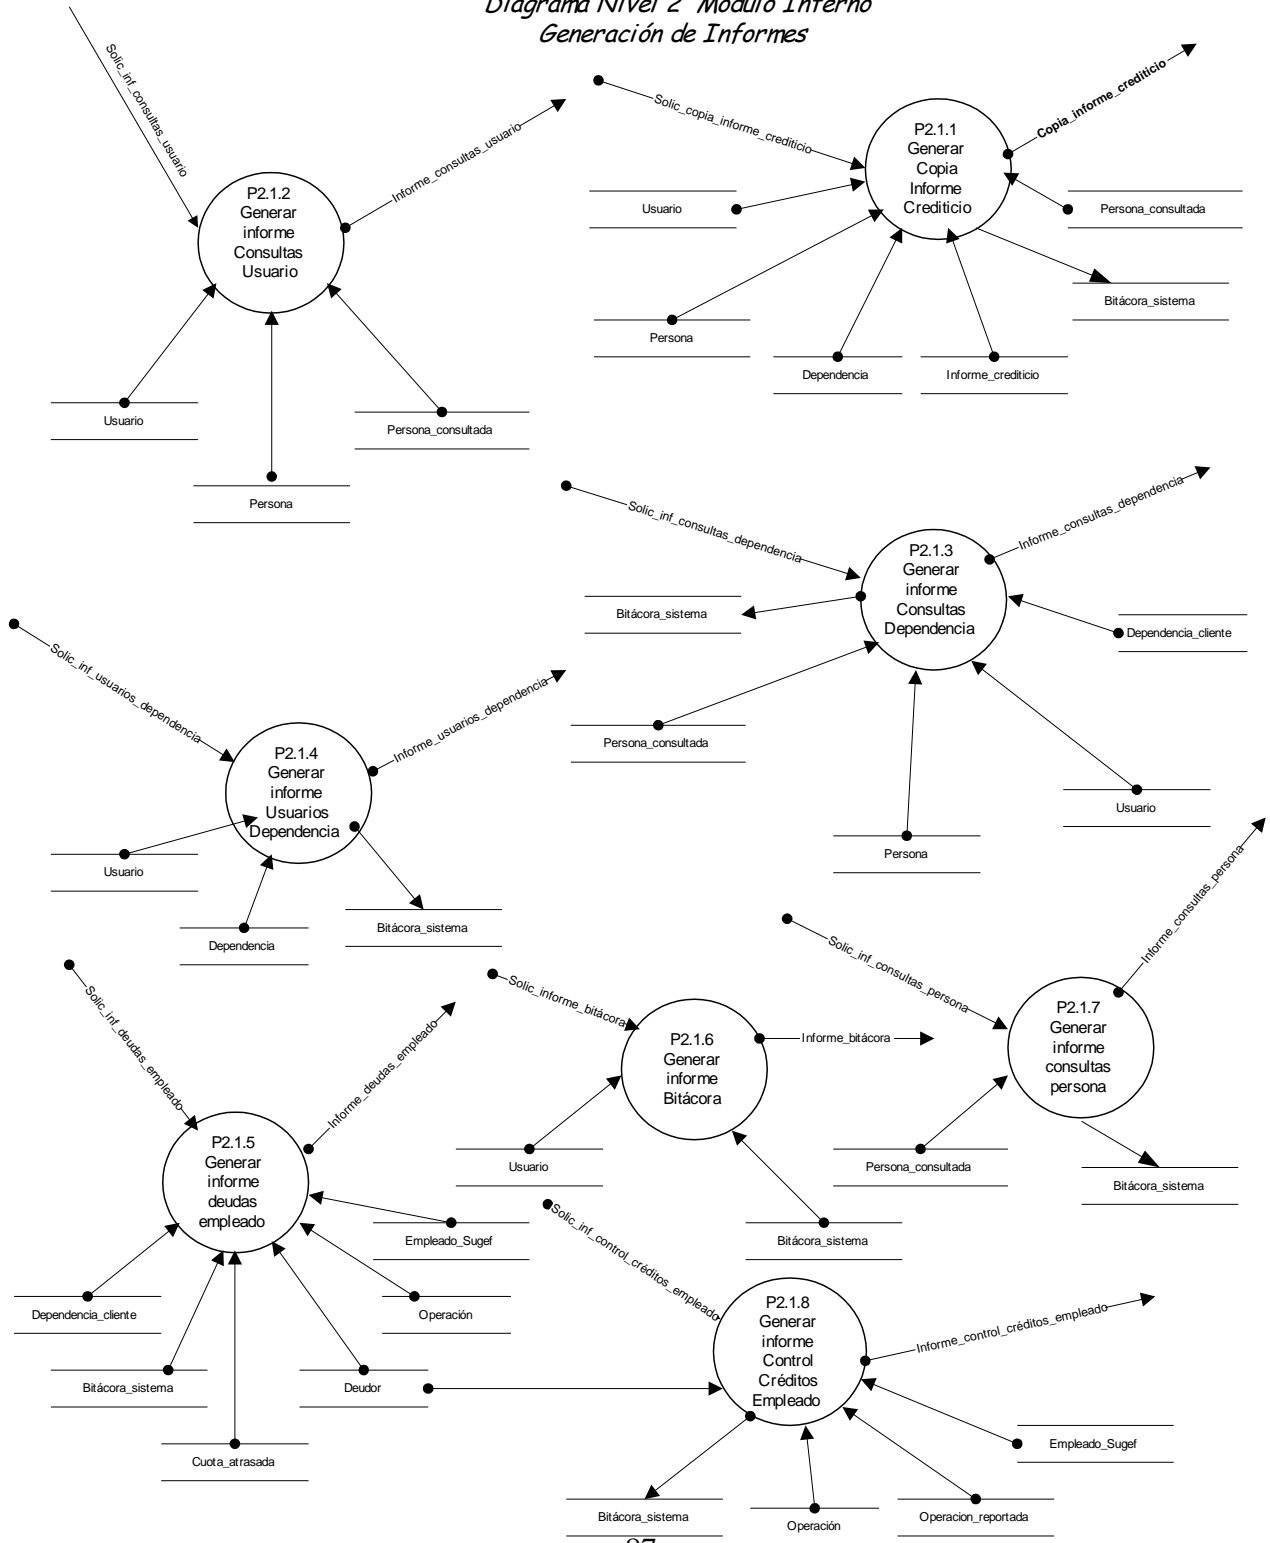 Diagrama Nivel 2 Módulo Interno
Generación de Informes
Solic_inf_consultas_usuario
P2.1.2
Generar
informe
Consultas
Usuario
Informe_consultas_usuario
Usuario
Persona
Persona_consultada
Solic_copia_informe_crediticio
P2.1.1
Generar
Copia
Informe
Crediticio
Copia_informe_crediticio
Usuario
Persona
Dependencia
Informe_crediticio
Persona_consultada
Bitácora_sistema
Solic_inf_consultas_dependencia
P2.1.3
Generar
informe
Consultas
Dependencia
Informe_consultas_dependencia
Bitácora_sistema
Dependencia_cliente
Persona_consultada
Persona
Usuario
Solic_inf_usuarios_dependencia
P2.1.4
Generar
informe
Usuarios
Dependencia
Informe_usuarios_dependencia
Usuario
Dependencia
Bitácora_sistema
Solic_inf_deudas_empleado
P2.1.5
Generar
informe
deudas
empleado
Informe_deudas_empleado
Empleado_Sugef
Dependencia_cliente
Operación
Bitácora_sistema
Deudor
Cuota_atrasada
Solic_informe_bitácora
P2.1.6
Generar
informe
Bitácora
Informe_bitácora
Usuario
Bitácora_sistema
Solic_inf_consultas_persona
P2.1.7
Generar
informe
consultas
persona
Informe_consultas_persona
Persona_consultada
Bitácora_sistema
Solic_inf_control_créditos_empleado
P2.1.8
Generar
informe
Control
Créditos
Empleado
Informe_control_créditos_empleado
Empleado_Sugef
Bitácora_sistema
Operación
Operacion_reportada